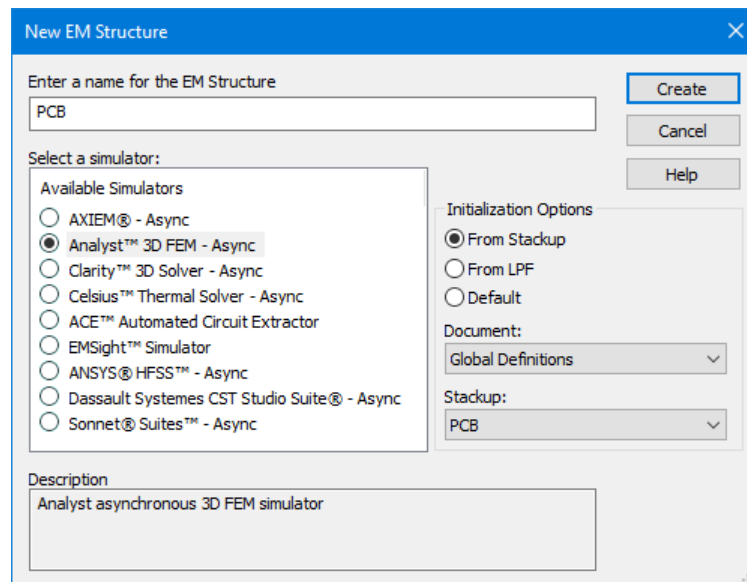 New EM Structure
Enter a name for the EM Structure
PCB
Create
Cancel
Help
Select a simulator:
Available Simulators
AXIEM® - Async
Analyst™ 3D FEM - Async
Clarity™ 3D Solver - Async
Celsius™ Thermal Solver - Async
ACE™ Automated Circuit Extractor
EMSight™ Simulator
ANSYS® HFSS™ - Async
Dassault Systemes CST Studio Suite® - Async
Sonnet® Suites™ - Async
Initialization Options
From Stackup
From LPF
Default
Document:
Global Definitions
Stackup:
PCB
Description
Analyst asynchronous 3D FEM simulator